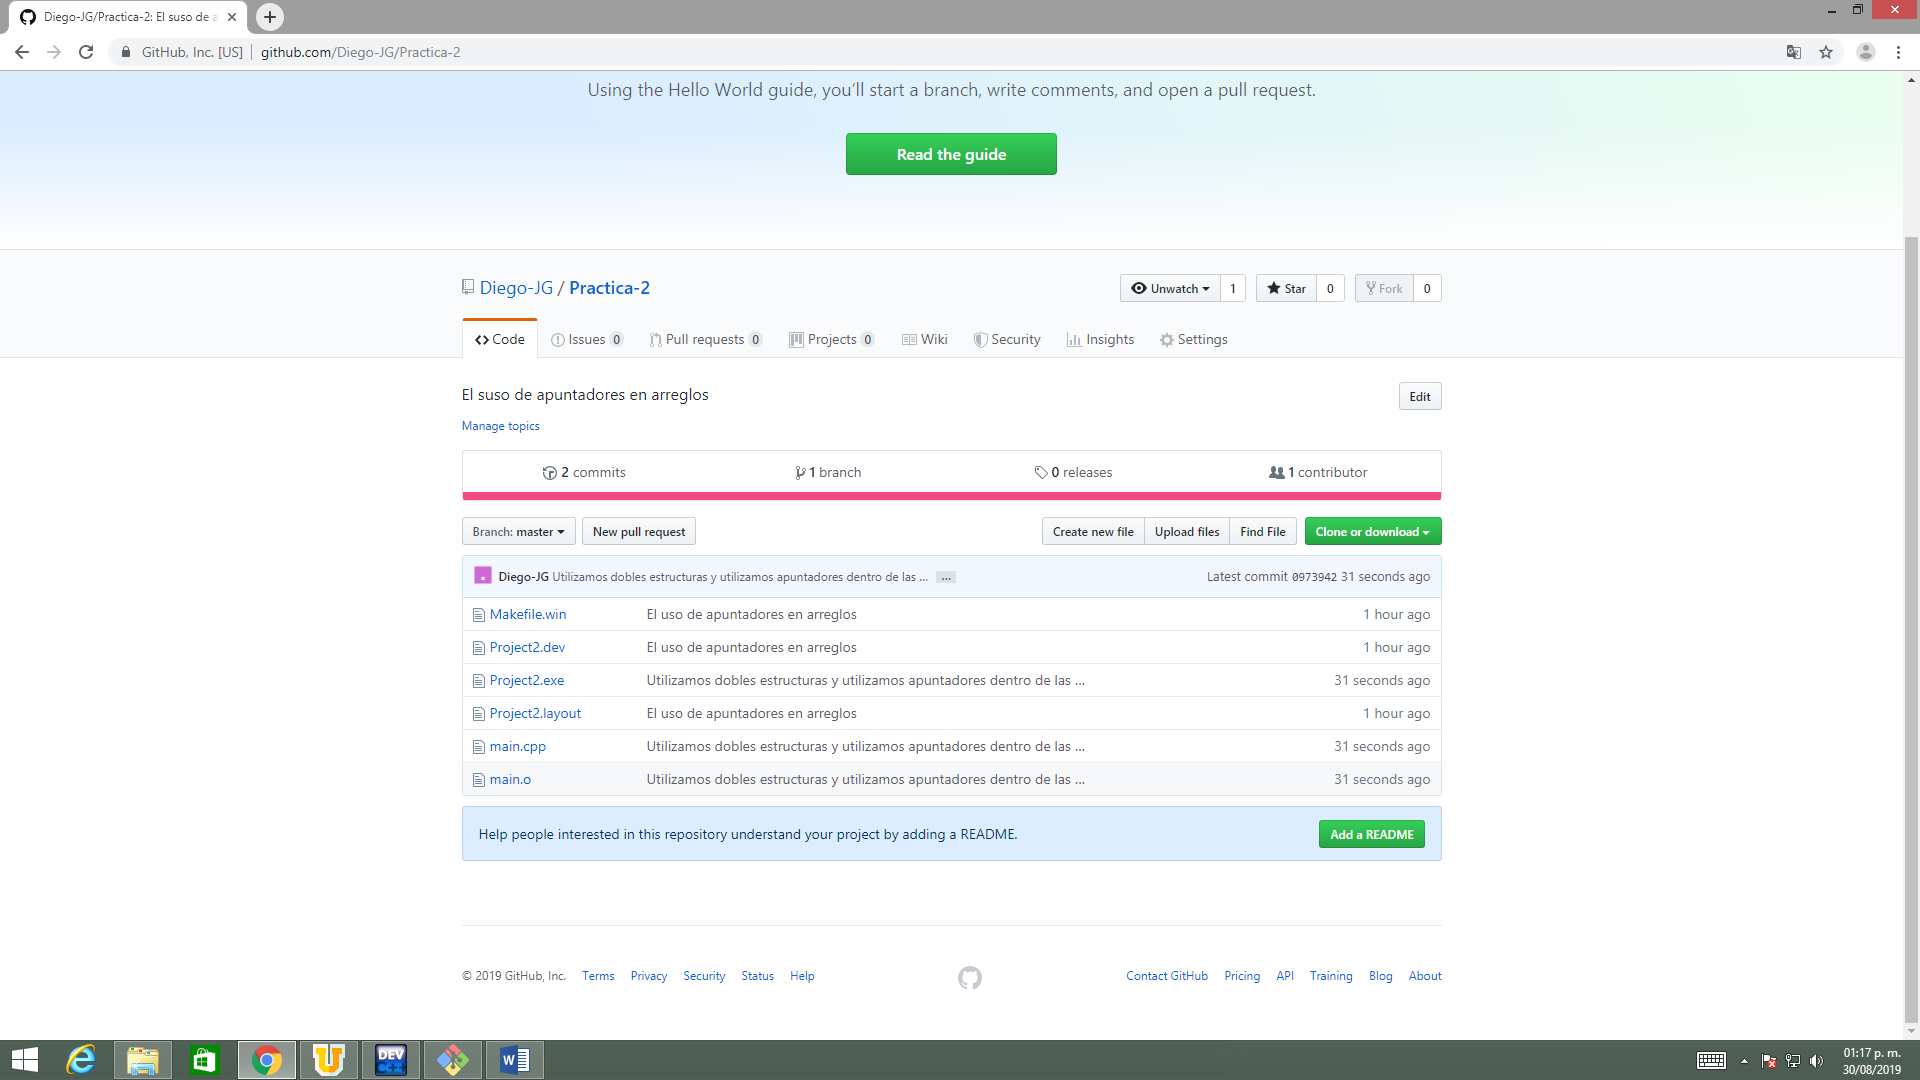 Diego-JG/Practica-2: El suso de a
GitHub, Inc. [US] github.com/Diego-JG/Practica-2
Using the Hello World guide, you'll start a branch, write comments, and open a pull request.
Read the guide
Diego-JG / Practica-2
Unwatch 1 Star 0 Fork 0
Code Issues 0 Pull requests 0 Projects 0 Wiki Security Insights Settings
El suso de apuntadores en arreglos
Edit
Manage topics
2 commits 1 branch 0 releases 1 contributor
Branch: master New pull request Create new file Upload files Find File Clone or download
Diego-JG Utilizamos dobles estructuras y utilizamos apuntadores dentro de las ... ... Latest commit 0973942 31 seconds ago
Makefile.win El uso de apuntadores en arreglos 1 hour ago
Project2.dev El uso de apuntadores en arreglos 1 hour ago
Project2.exe Utilizamos dobles estructuras y utilizamos apuntadores dentro de las ... 31 seconds ago
Project2.layout El uso de apuntadores en arreglos 1 hour ago
main.cpp Utilizamos dobles estructuras y utilizamos apuntadores dentro de las ... 31 seconds ago
main.o Utilizamos dobles estructuras y utilizamos apuntadores dentro de las ... 31 seconds ago
Help people interested in this repository understand your project by adding a README. Add a README
© 2019 GitHub, Inc. Terms Privacy Security Status Help Contact GitHub Pricing API Training Blog About
DEV C++
01:17 p. m.
30/08/2019